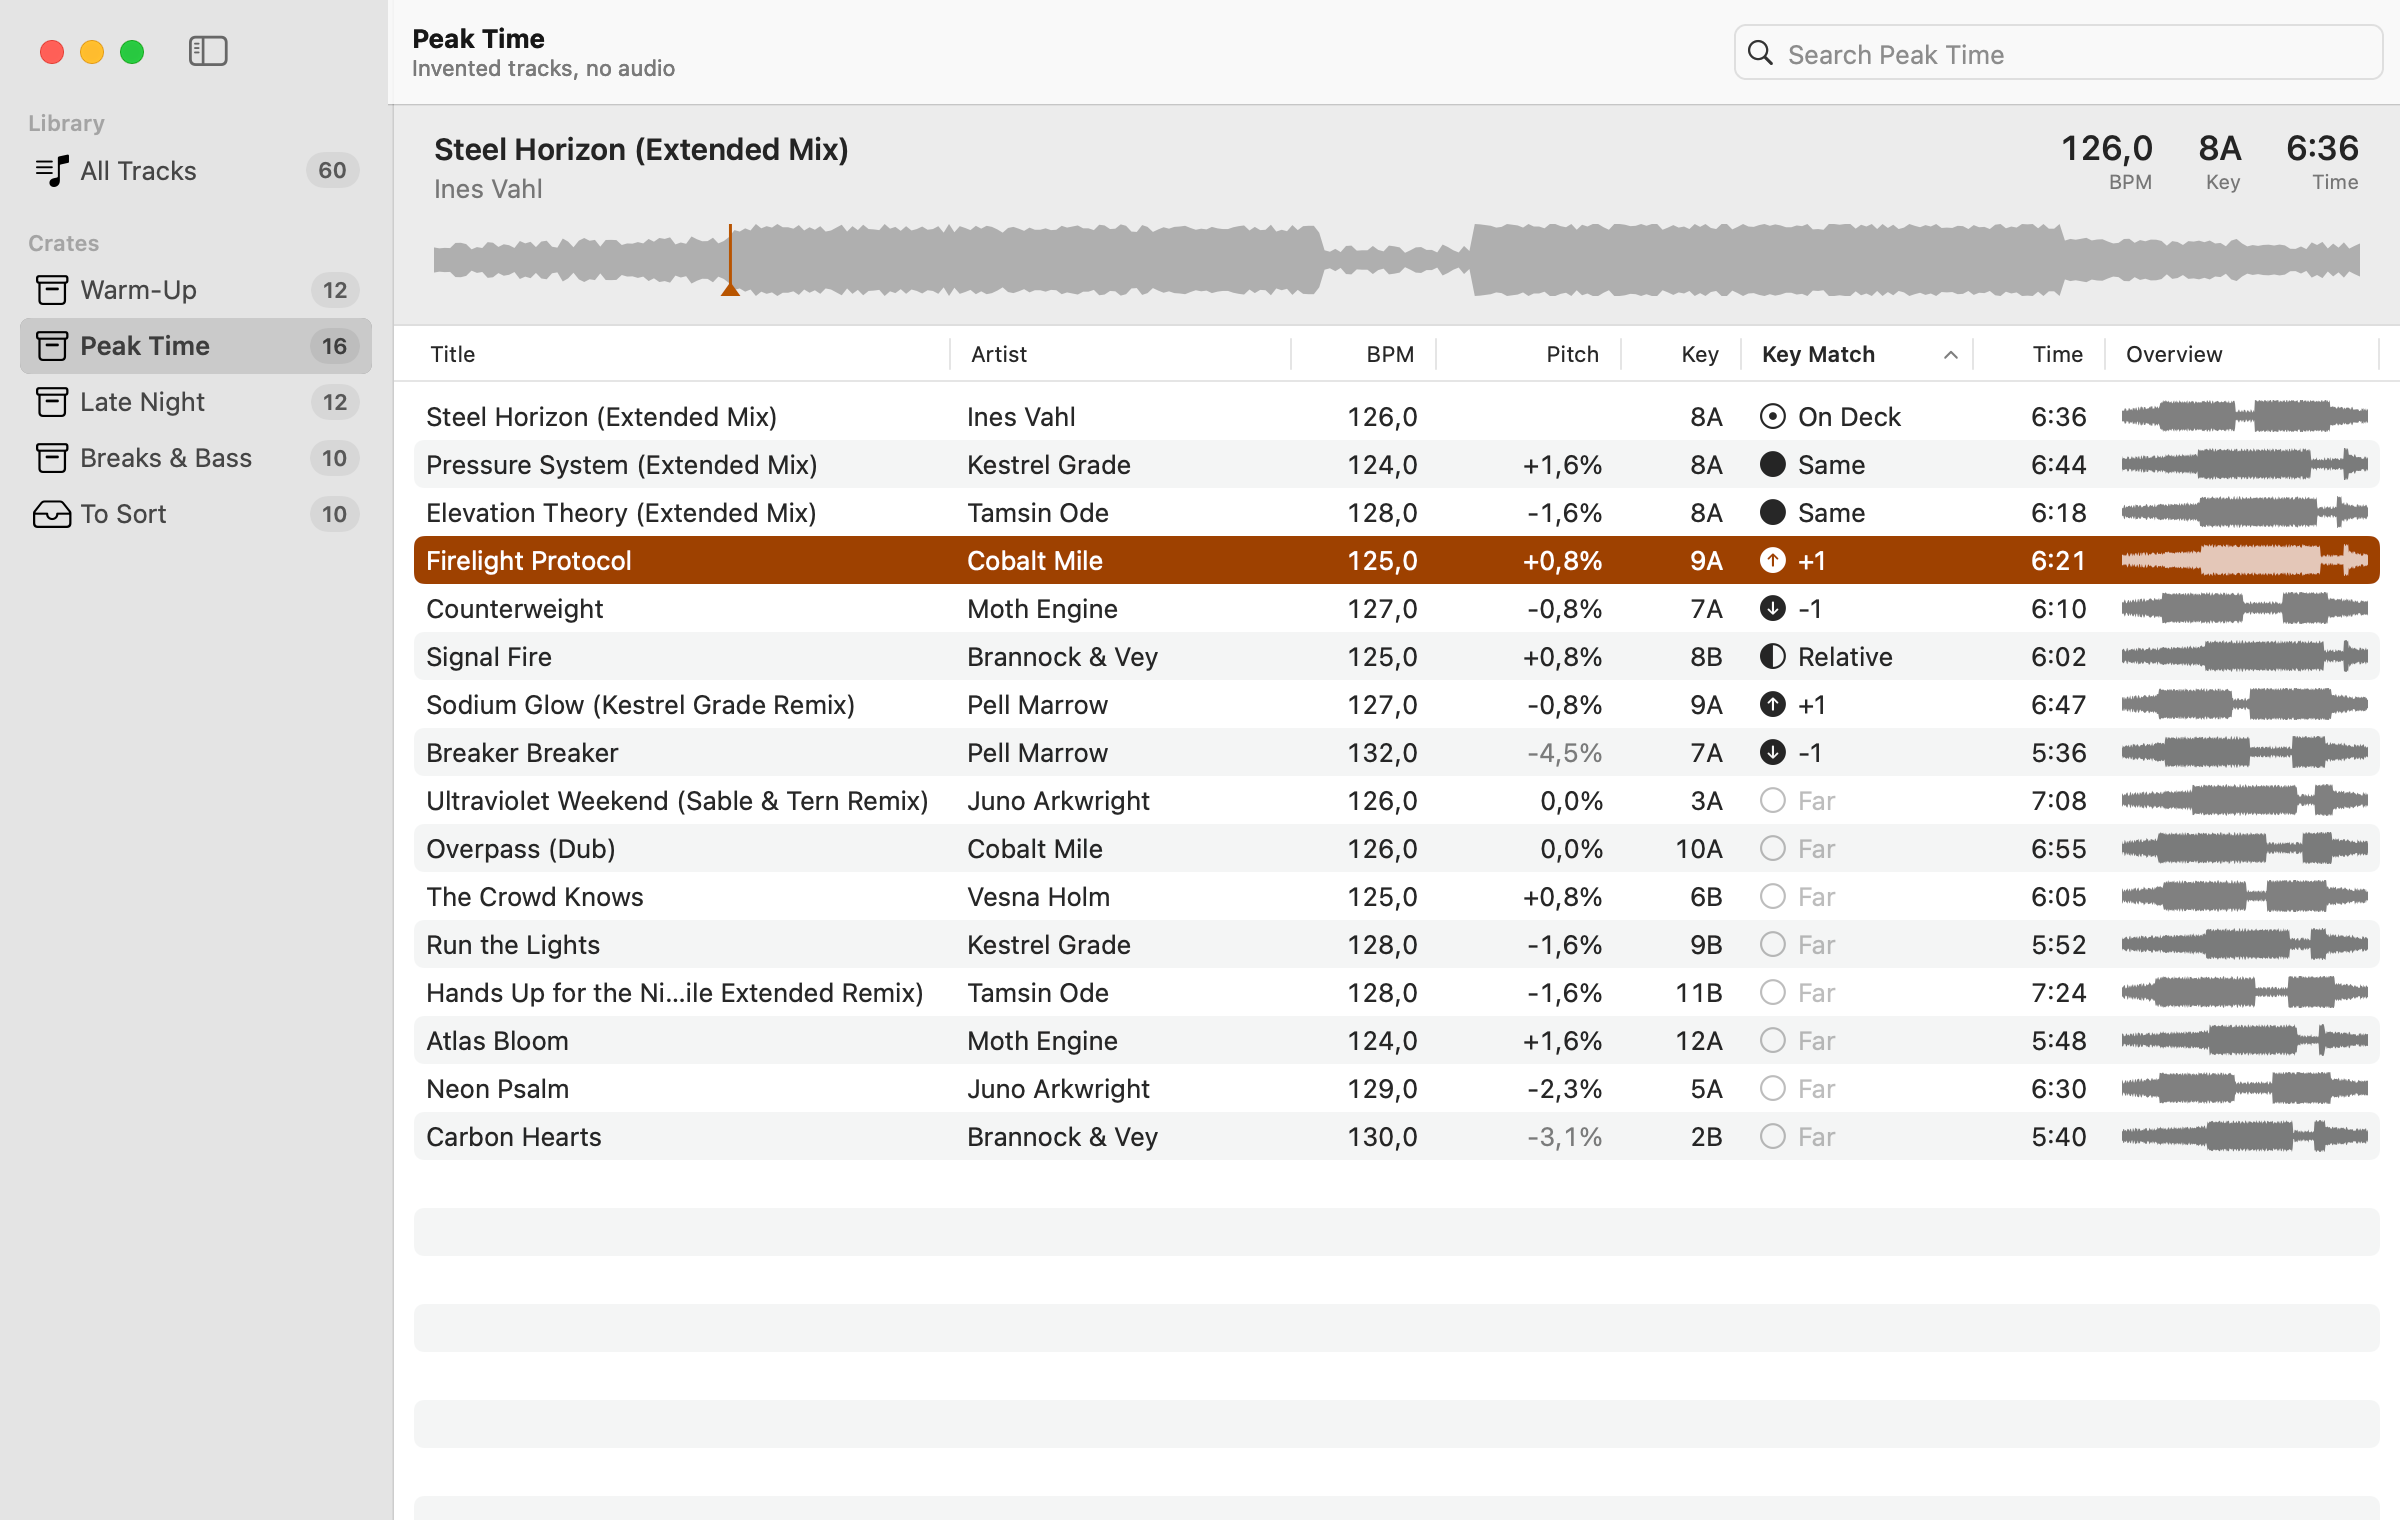 Peak Time
Invented tracks, no audio
Search Peak Time
Library
All Tracks 60
Crates
Warm-Up 12
Peak Time 16
Late Night 12
Breaks & Bass 10
To Sort 10
Steel Horizon (Extended Mix)
Ines Vahl
126,0 8A 6:36
BPM Key Time
Title Artist BPM Pitch Key Key Match Time Overview
Steel Horizon (Extended Mix) Ines Vahl 126,0 8A On Deck 6:36
Pressure System (Extended Mix) Kestrel Grade 124,0 +1,6% 8A Same 6:44
Elevation Theory (Extended Mix) Tamsin Ode 128,0 -1,6% 8A Same 6:18
Firelight Protocol Cobalt Mile 125,0 +0,8% 9A +1 6:21
Counterweight Moth Engine 127,0 -0,8% 7A -1 6:10
Signal Fire Brannock & Vey 125,0 +0,8% 8B Relative 6:02
Sodium Glow (Kestrel Grade Remix) Pell Marrow 127,0 -0,8% 9A +1 6:47
Breaker Breaker Pell Marrow 132,0 -4,5% 7A -1 5:36
Ultraviolet Weekend (Sable & Tern Remix) Juno Arkwright 126,0 0,0% 3A Far 7:08
Overpass (Dub) Cobalt Mile 126,0 0,0% 10A Far 6:55
The Crowd Knows Vesna Holm 125,0 +0,8% 6B Far 6:05
Run the Lights Kestrel Grade 128,0 -1,6% 9B Far 5:52
Hands Up for the Ni...ile Extended Remix) Tamsin Ode 128,0 -1,6% 11B Far 7:24
Atlas Bloom Moth Engine 124,0 +1,6% 12A Far 5:48
Neon Psalm Juno Arkwright 129,0 -2,3% 5A Far 6:30
Carbon Hearts Brannock & Vey 130,0 -3,1% 2B Far 5:40